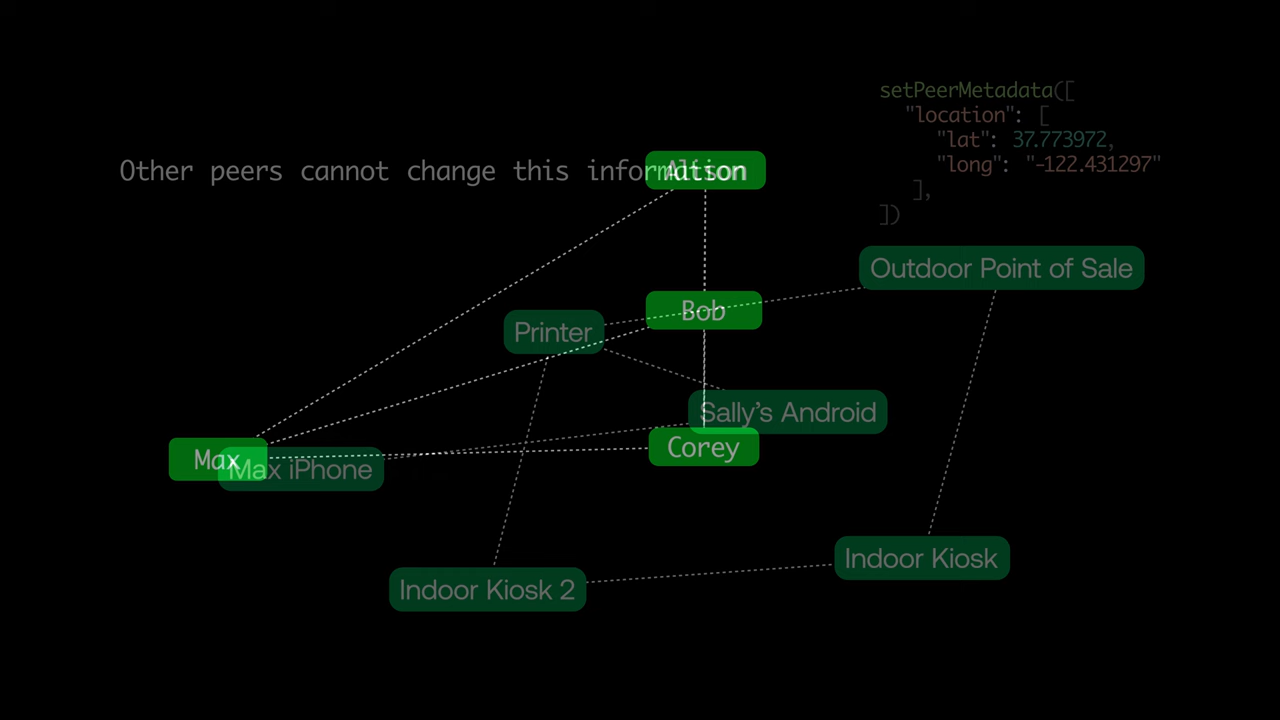 setPeerMetadata([
"location": [
"lat": 37.773972,
"long": "-122.431297"
],
])
Other peers cannot change this information
Outdoor Point of Sale
Bob
Printer
Sally's Android
Corey
Max
Max iPhone
Indoor Kiosk
Indoor Kiosk 2